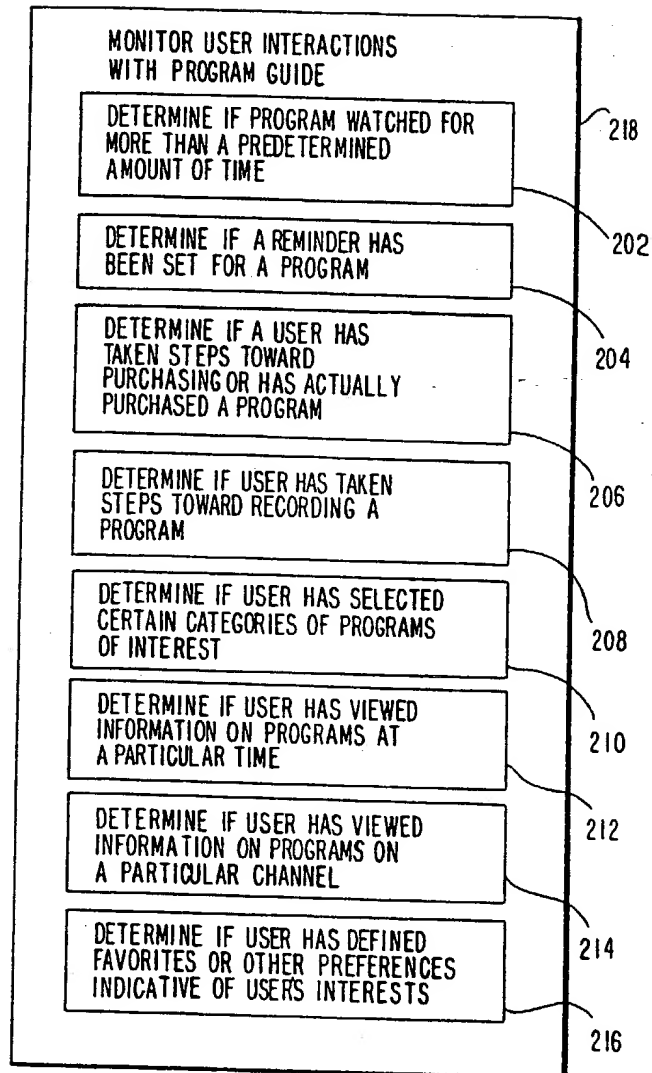 MONITOR USER INTERACTIONS
WITH PROGRAM GUIDE
218
DETERMINE IF PROGRAM WATCHED FOR
MORE THAN A PREDETERMINED
AMOUNT OF TIME
202
DETERMINE IF A REMINDER HAS
BEEN SET FOR A PROGRAM
204
DETERMINE IF A USER HAS
TAKEN STEPS TOWARD
PURCHASING OR HAS ACTUALLY
PURCHASED A PROGRAM
206
DETERMINE IF USER HAS TAKEN
STEPS TOWARD RECORDING A
PROGRAM
208
DETERMINE IF USER HAS SELECTED
CERTAIN CATEGORIES OF PROGRAMS
OF INTEREST
210
DETERMINE IF USER HAS VIEWED
INFORMATION ON PROGRAMS AT
A PARTICULAR TIME
212
DETERMINE IF USER HAS VIEWED
INFORMATION ON PROGRAMS ON
A PARTICULAR CHANNEL
214
DETERMINE IF USER HAS DEFINED
FAVORITES OR OTHER PREFERENCES
INDICATIVE OF USER'S INTERESTS
216